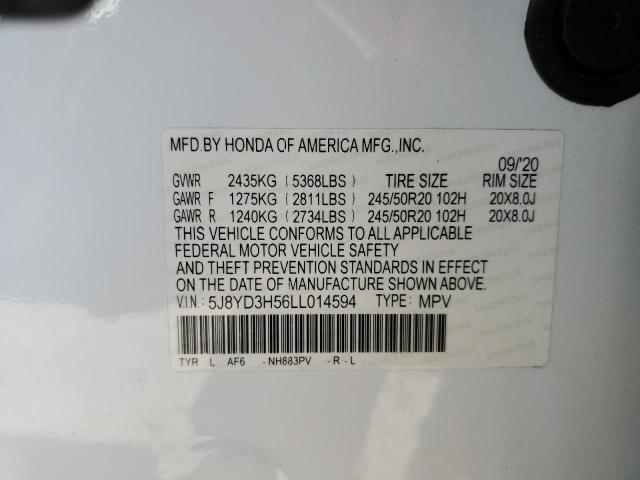 MFD BY HONDA OF AMERICA MFG.,INC.
09/'20
GVWR 2435KG (5368LBS) TIRE SIZE RIM SIZE
GAWR F 1275KG (2811LBS) 245/50R20 102H 20X8.0J
GAWR R 1240KG (2734LBS) 245/50R20 102H 20X8.0J
THIS VEHICLE CONFORMS TO ALL APPLICABLE
FEDERAL MOTOR VEHICLE SAFETY
AND THEFT PREVENTION STANDARDS IN EFFECT
ON THE DATE OF MANUFACTURE SHOWN ABOVE.
V.I.N: 5J8YD3H56LL014594 TYPE: MPV
TYR L AF6 -NH883PV -R-L